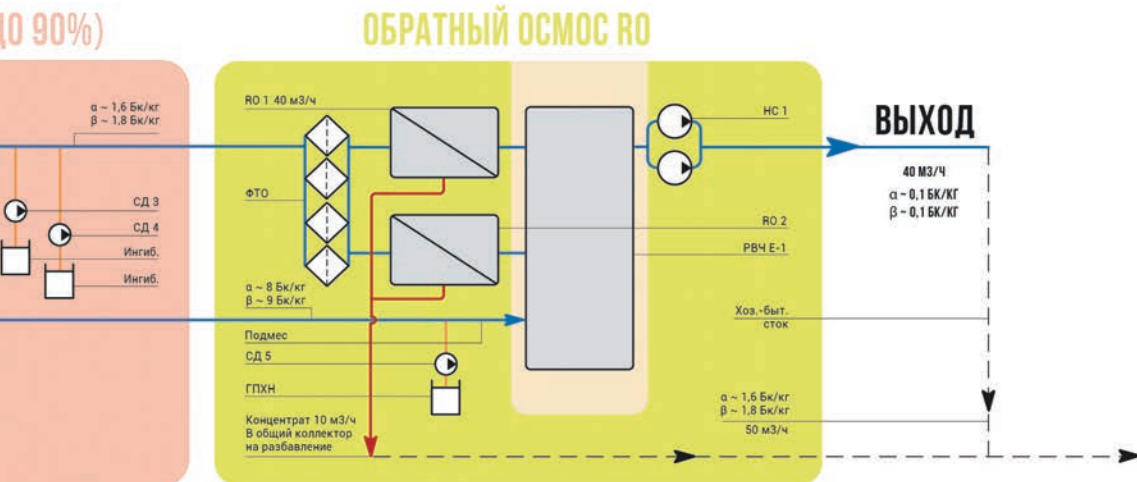 ДО 90%)
ОБРАТНЫЙ ОСМОС RO
α ~ 1,6 Бк/кг
β ~ 1,8 Бк/кг
СД 3
СД 4
Ингиб.
Ингиб.
RO 1 40 м3/ч
ФТО
α ~ 8 Бк/кг
β ~ 9 Бк/кг
Подмес
СД 5
ГПХН
Концентрат 10 м3/ч
В общий коллектор
на разбавление
НС 1
RO 2
РВЧ Е-1
Хоз.-быт.
сток
α ~ 1,6 Бк/кг
β ~ 1,8 Бк/кг
50 м3/ч
ВЫХОД
40 М3/Ч
α ~ 0,1 БК/КГ
β ~ 0,1 БК/КГ